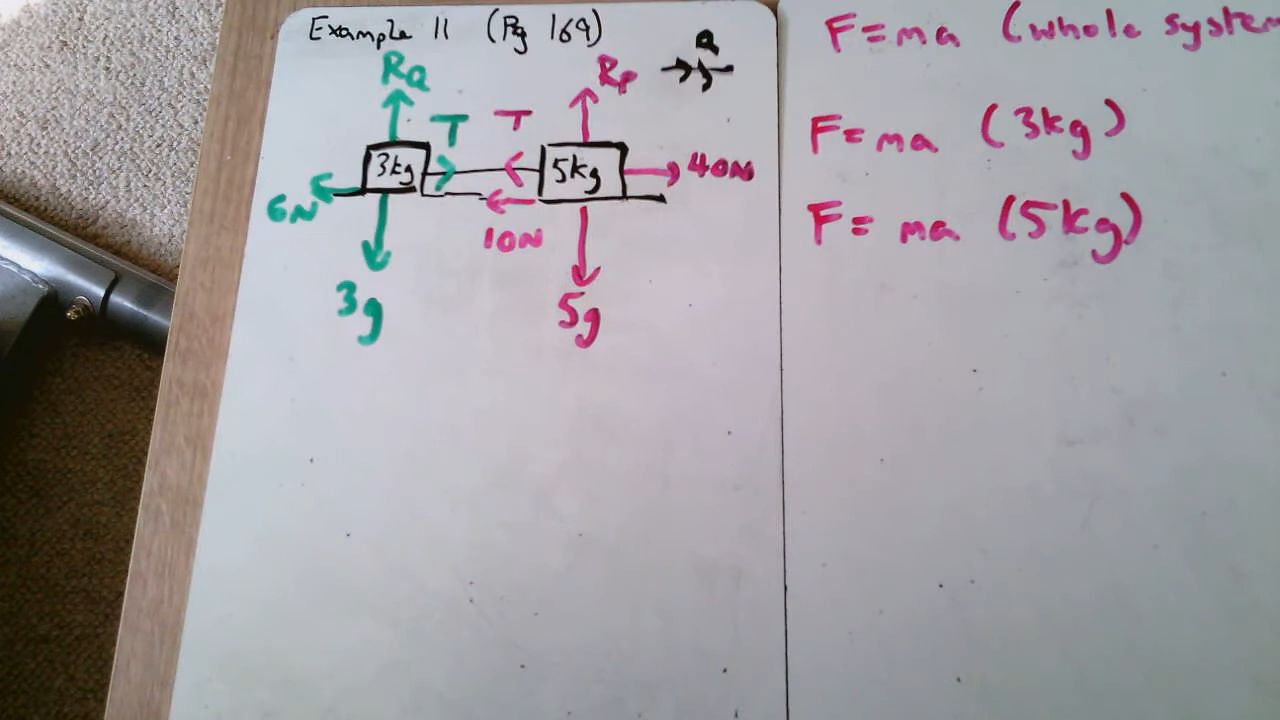 Example 11 (Pg 169)
RQ
RP
a
T
T
3kg
5kg
40N
6N
10N
3g
5g
F=ma (whole system
F=ma (3kg)
F= ma (5kg)